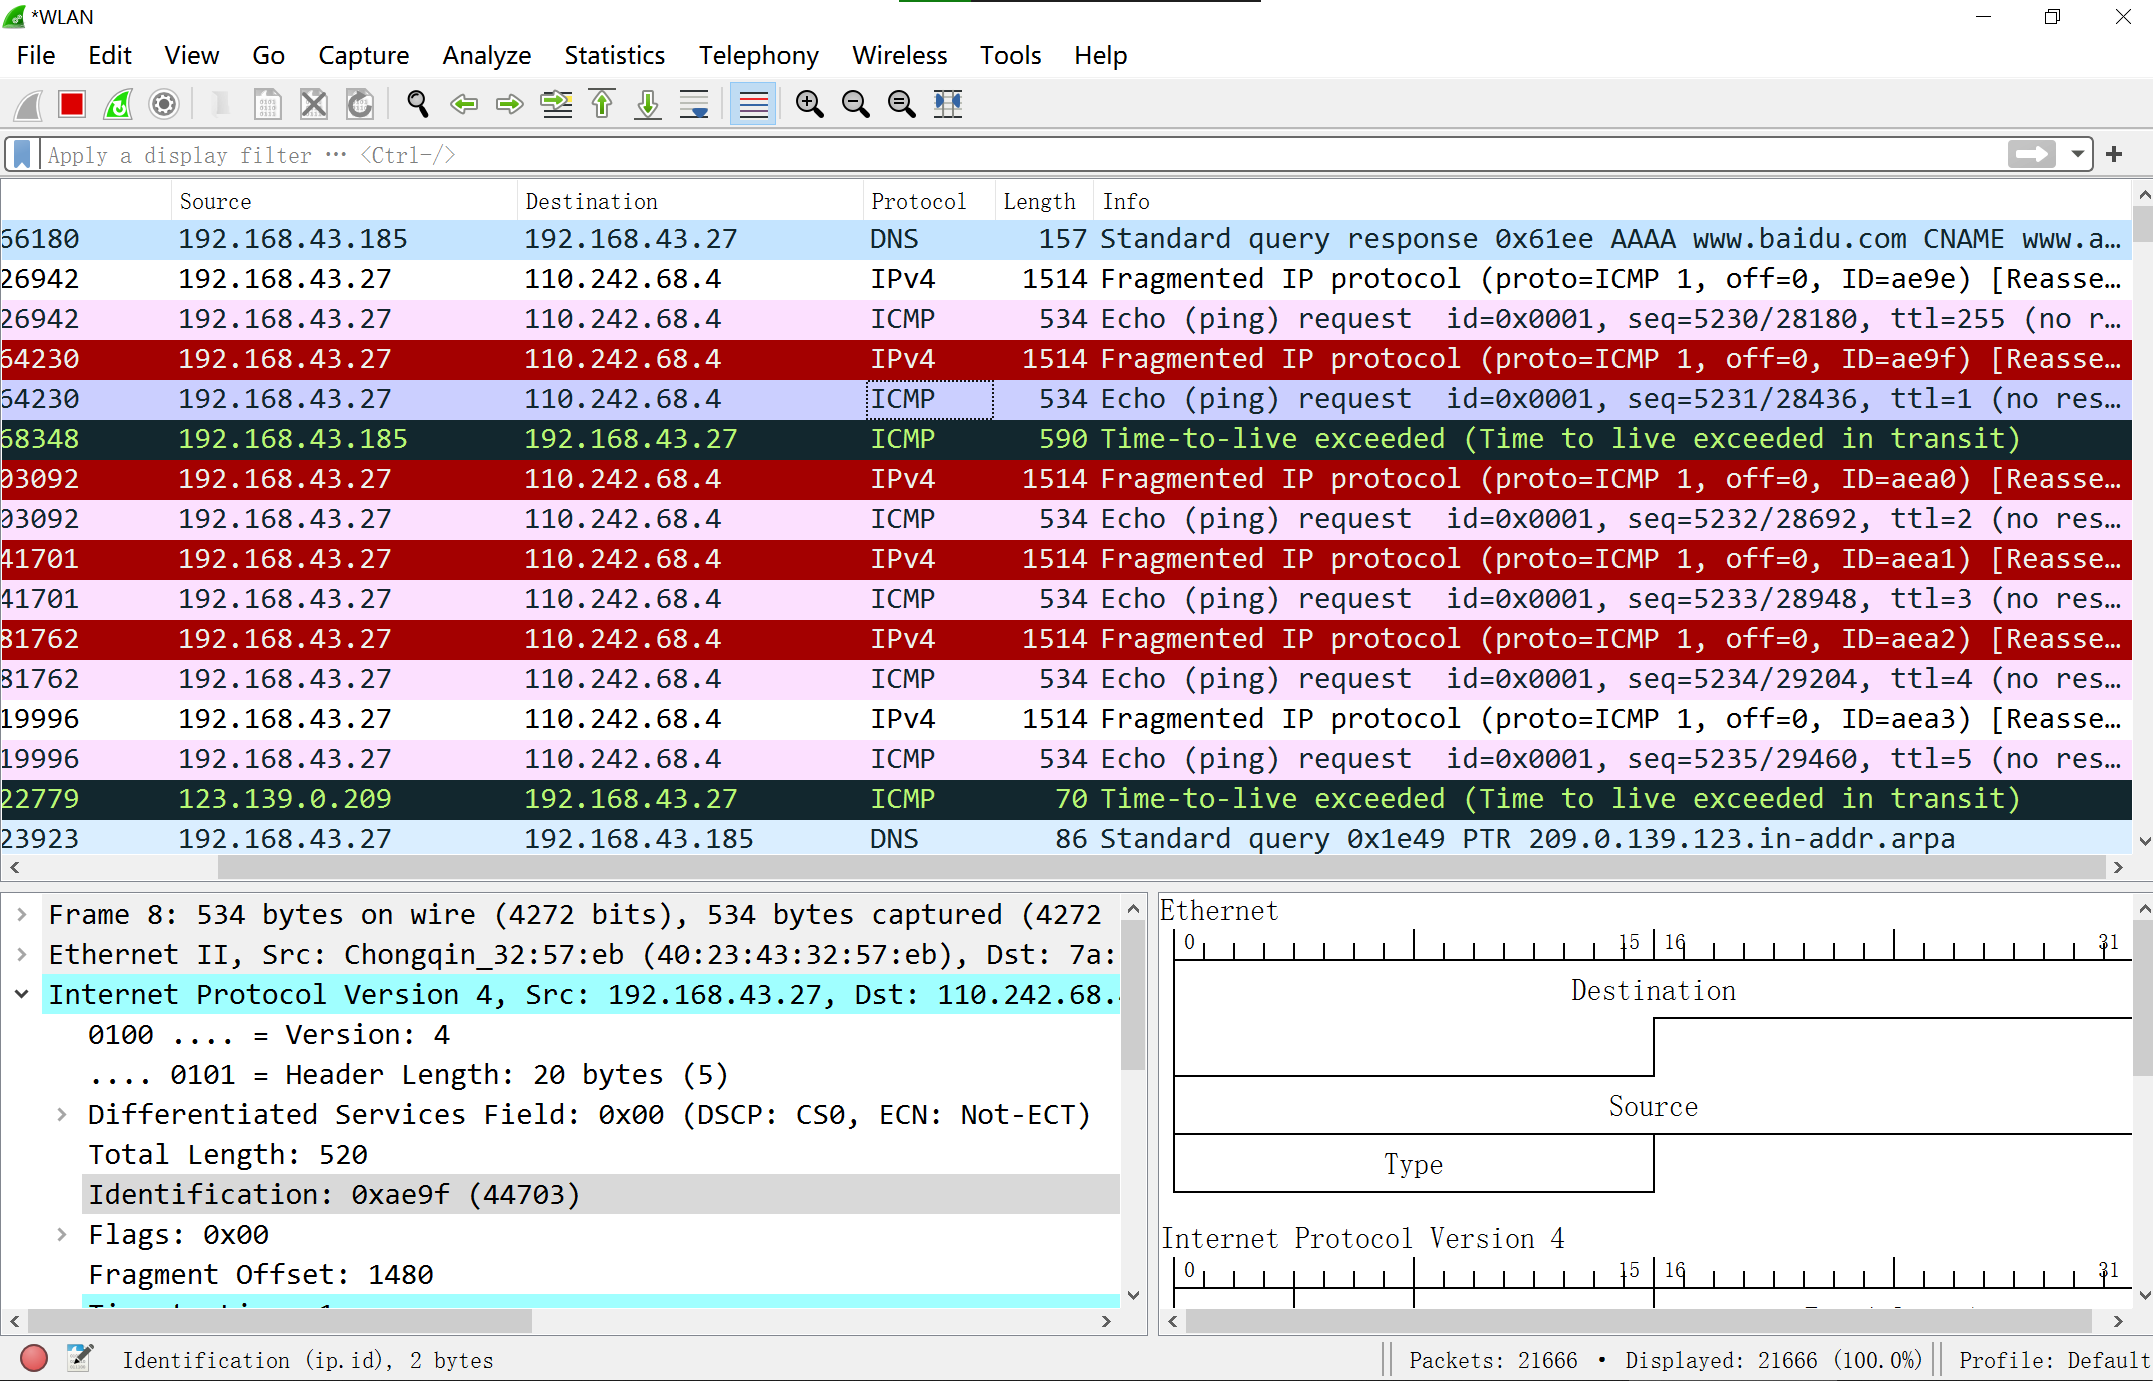 *WLAN
File Edit View Go Capture Analyze Statistics Telephony Wireless Tools Help
Apply a display filter ··· <Ctrl-/>
Source Destination Protocol Length Info
66180 192.168.43.185 192.168.43.27 DNS 157 Standard query response 0x61ee AAAA www.baidu.com CNAME www.a…
26942 192.168.43.27 110.242.68.4 IPv4 1514 Fragmented IP protocol (proto=ICMP 1, off=0, ID=ae9e) [Reasse…
26942 192.168.43.27 110.242.68.4 ICMP 534 Echo (ping) request id=0x0001, seq=5230/28180, ttl=255 (no r…
64230 192.168.43.27 110.242.68.4 IPv4 1514 Fragmented IP protocol (proto=ICMP 1, off=0, ID=ae9f) [Reasse…
64230 192.168.43.27 110.242.68.4 ICMP 534 Echo (ping) request id=0x0001, seq=5231/28436, ttl=1 (no res…
68348 192.168.43.185 192.168.43.27 ICMP 590 Time-to-live exceeded (Time to live exceeded in transit)
03092 192.168.43.27 110.242.68.4 IPv4 1514 Fragmented IP protocol (proto=ICMP 1, off=0, ID=aea0) [Reasse…
03092 192.168.43.27 110.242.68.4 ICMP 534 Echo (ping) request id=0x0001, seq=5232/28692, ttl=2 (no res…
41701 192.168.43.27 110.242.68.4 IPv4 1514 Fragmented IP protocol (proto=ICMP 1, off=0, ID=aea1) [Reasse…
41701 192.168.43.27 110.242.68.4 ICMP 534 Echo (ping) request id=0x0001, seq=5233/28948, ttl=3 (no res…
81762 192.168.43.27 110.242.68.4 IPv4 1514 Fragmented IP protocol (proto=ICMP 1, off=0, ID=aea2) [Reasse…
81762 192.168.43.27 110.242.68.4 ICMP 534 Echo (ping) request id=0x0001, seq=5234/29204, ttl=4 (no res…
19996 192.168.43.27 110.242.68.4 IPv4 1514 Fragmented IP protocol (proto=ICMP 1, off=0, ID=aea3) [Reasse…
19996 192.168.43.27 110.242.68.4 ICMP 534 Echo (ping) request id=0x0001, seq=5235/29460, ttl=5 (no res…
22779 123.139.0.209 192.168.43.27 ICMP 70 Time-to-live exceeded (Time to live exceeded in transit)
23923 192.168.43.27 192.168.43.185 DNS 86 Standard query 0x1e49 PTR 209.0.139.123.in-addr.arpa
Frame 8: 534 bytes on wire (4272 bits), 534 bytes captured (4272
Ethernet II, Src: Chongqin_32:57:eb (40:23:43:32:57:eb), Dst: 7a:
Internet Protocol Version 4, Src: 192.168.43.27, Dst: 110.242.68.
0100 .... = Version: 4
.... 0101 = Header Length: 20 bytes (5)
Differentiated Services Field: 0x00 (DSCP: CS0, ECN: Not-ECT)
Total Length: 520
Identification: 0xae9f (44703)
Flags: 0x00
Fragment Offset: 1480
Ethernet
0 15 16 31
Destination
Source
Type
Internet Protocol Version 4
0 15 16 31
Identification (ip.id), 2 bytes
Packets: 21666 · Displayed: 21666 (100.0%)
Profile: Default